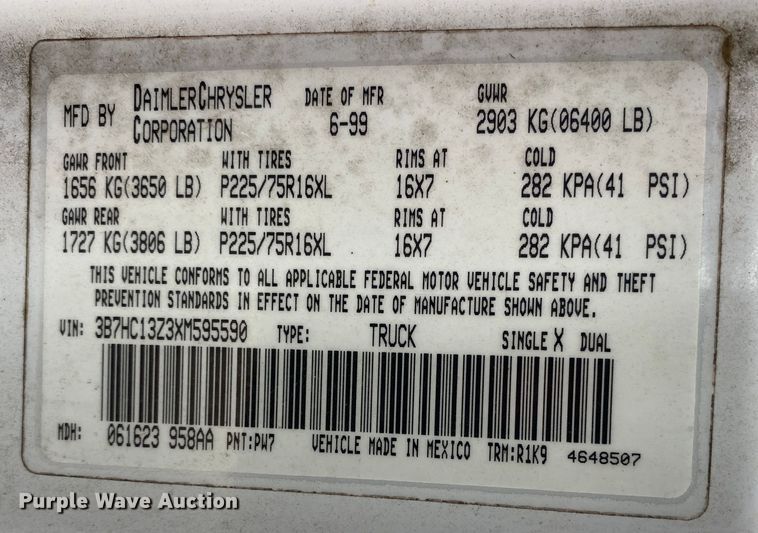 MFD BY DAIMLERCHRYSLER CORPORATION DATE OF MFR 6-99 GVWR 2903 KG(06400 LB)
GAWR FRONT WITH TIRES RIMS AT COLD
1656 KG(3650 LB) P225/75R16XL 16X7 282 KPA(41 PSI)
GAWR REAR WITH TIRES RIMS AT COLD
1727 KG(3806 LB) P225/75R16XL 16X7 282 KPA(41 PSI)
THIS VEHICLE CONFORMS TO ALL APPLICABLE FEDERAL MOTOR VEHICLE SAFETY AND THEFT
PREVENTION STANDARDS IN EFFECT ON THE DATE OF MANUFACTURE SHOWN ABOVE.
VIN: 3B7HC13Z3XM595590 TYPE: TRUCK SINGLE X DUAL
MDH: 061623 958AA PNT:PW7 VEHICLE MADE IN MEXICO TRM:R1K9 4648507
Purple Wave Auction